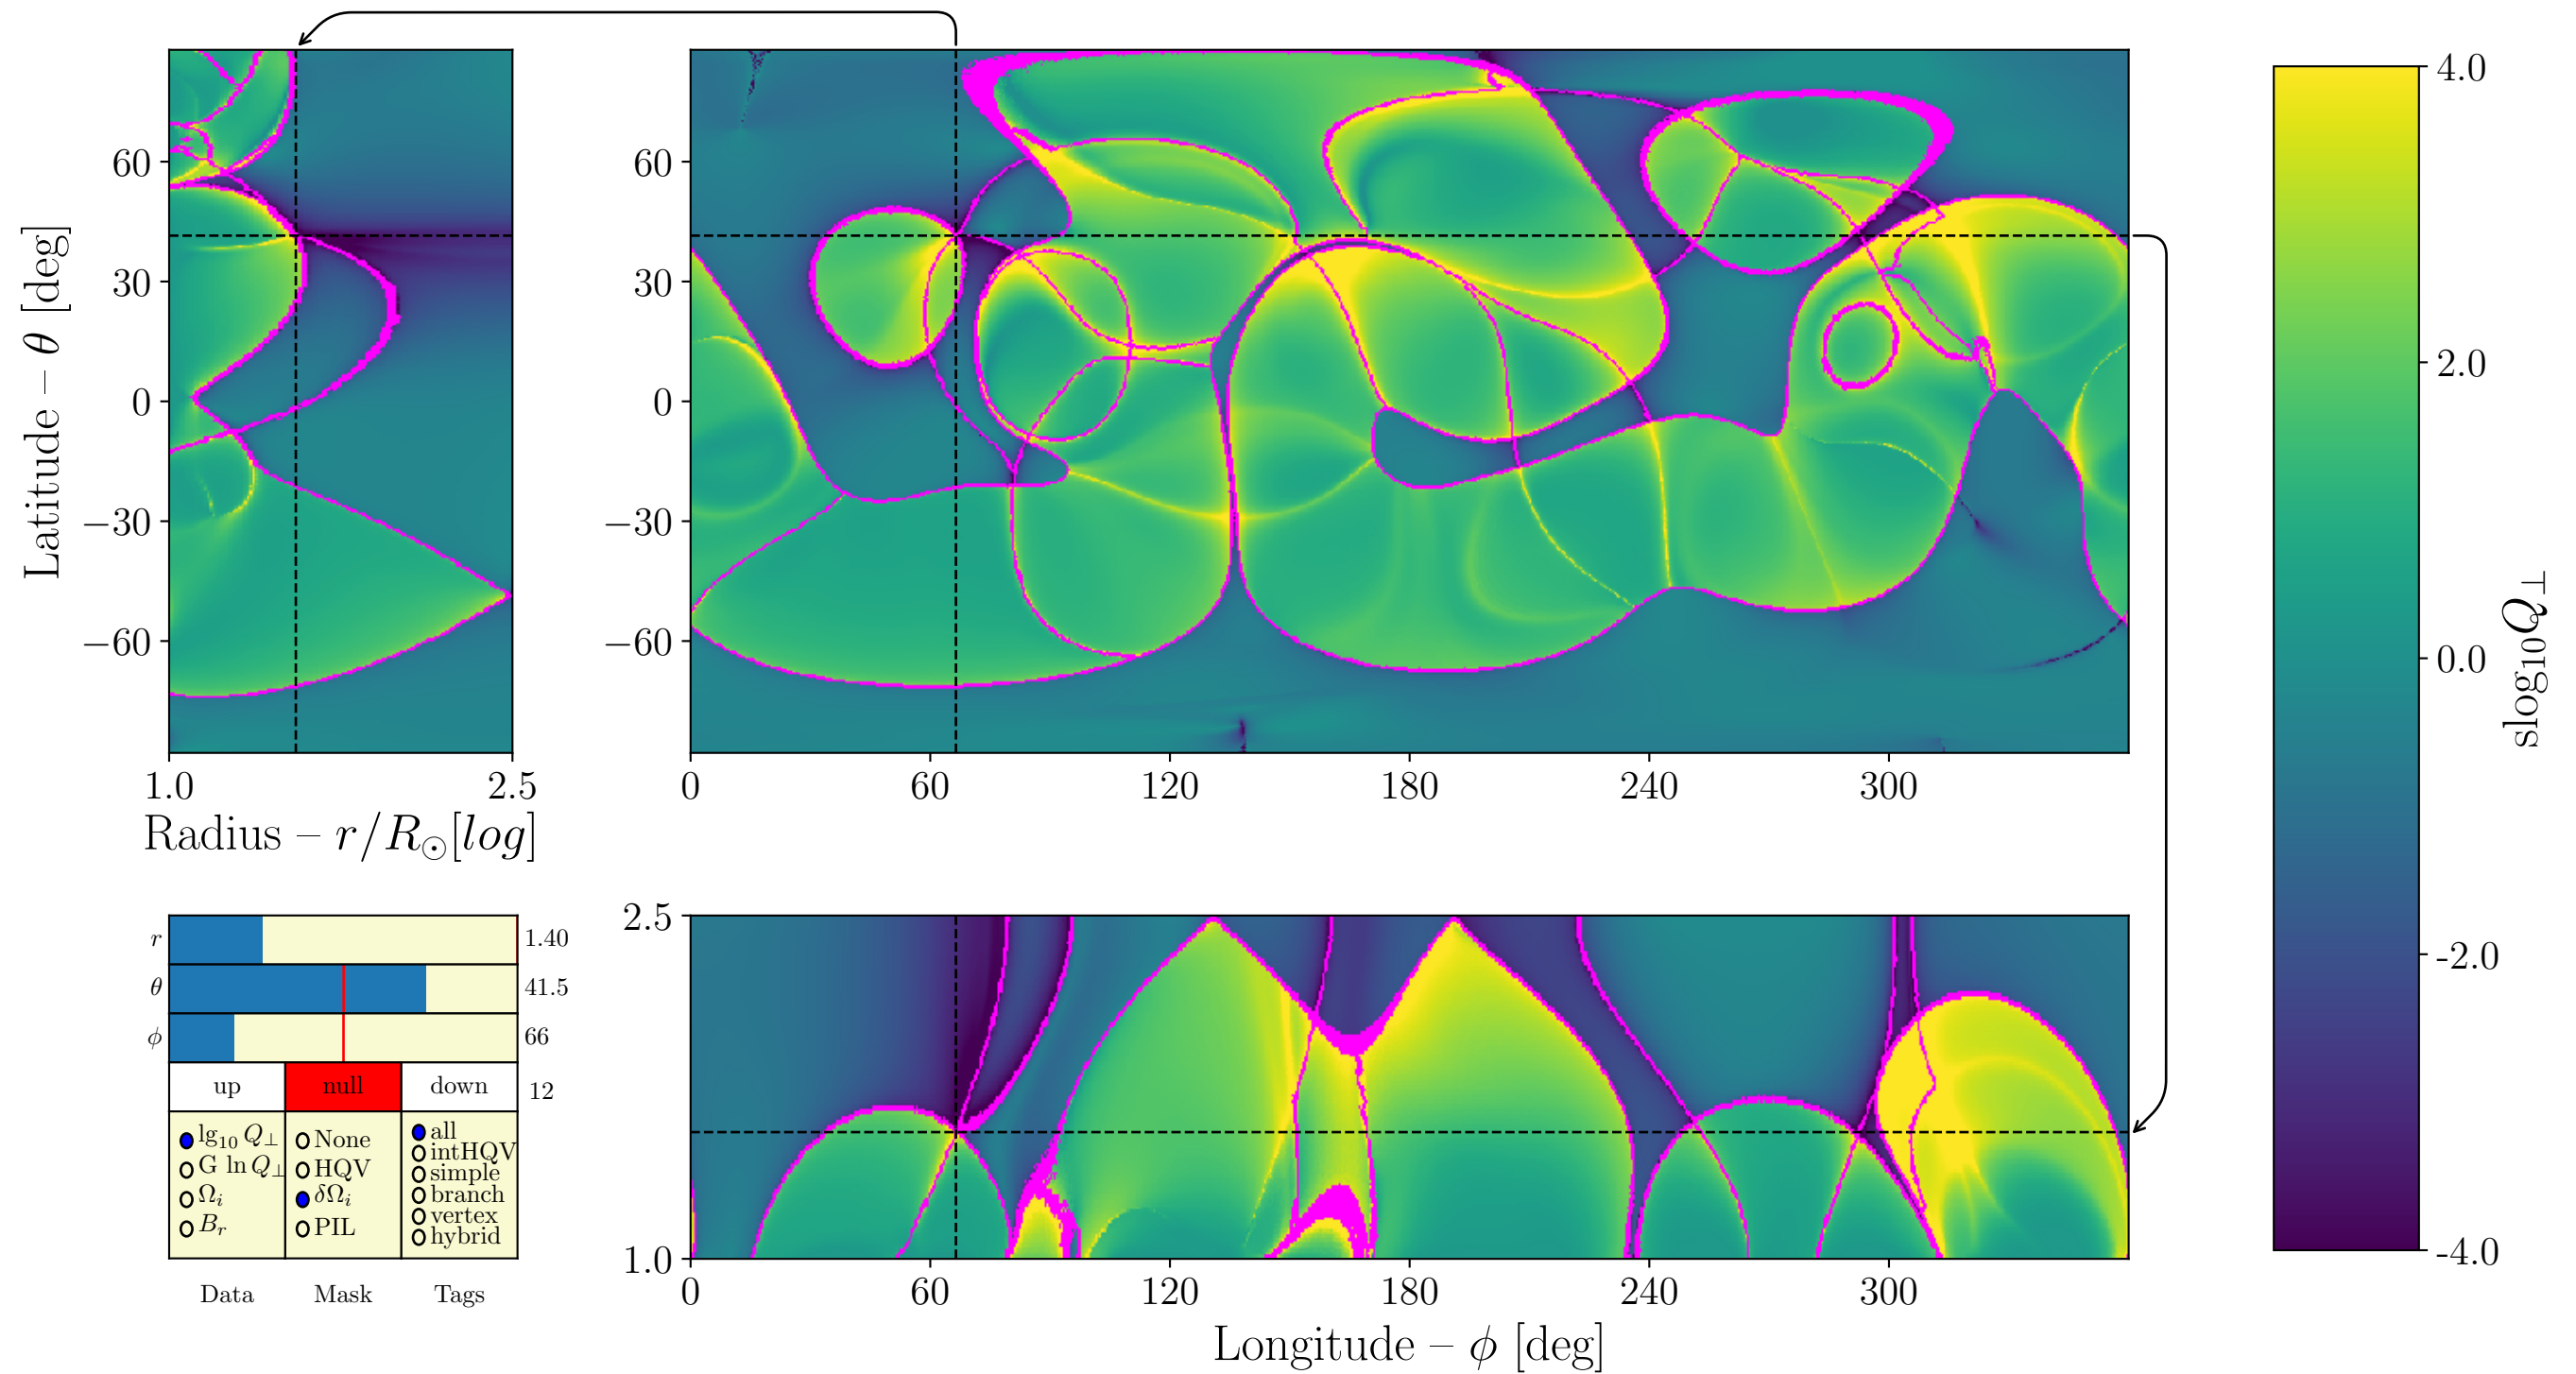 Latitude – θ [deg]
60
30
0
−30
−60
1.0
2.5
Radius – r/R⊙[log]
60
30
0
−30
−60
0
60
120
180
240
300
4.0
2.0
0.0
-2.0
-4.0
slog₁₀Q⊥
r
1.40
θ
41.5
ϕ
66
up
null
down
12
lg₁₀ Q⊥
G ln Q⊥
Ωᵢ
Bᵣ
None
HQV
δΩᵢ
PIL
all
intHQV
simple
branch
vertex
hybrid
Data
Mask
Tags
2.5
1.0
0
60
120
180
240
300
Longitude – ϕ [deg]